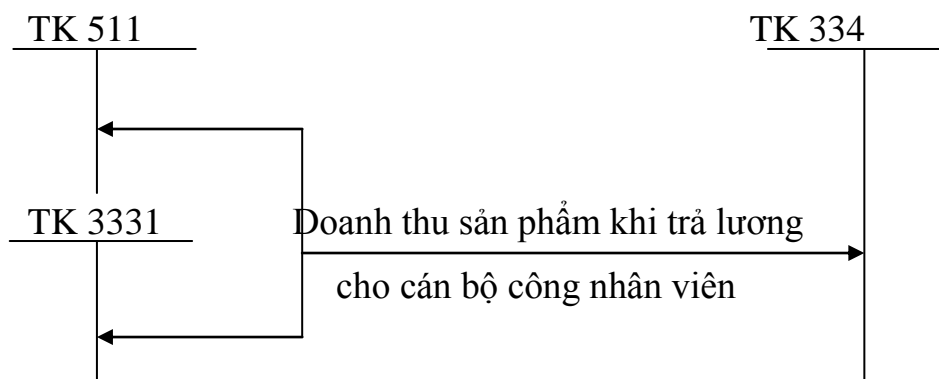 TK 511
TK 334
TK 3331
Doanh thu sản phẩm khi trả lương
cho cán bộ công nhân viên